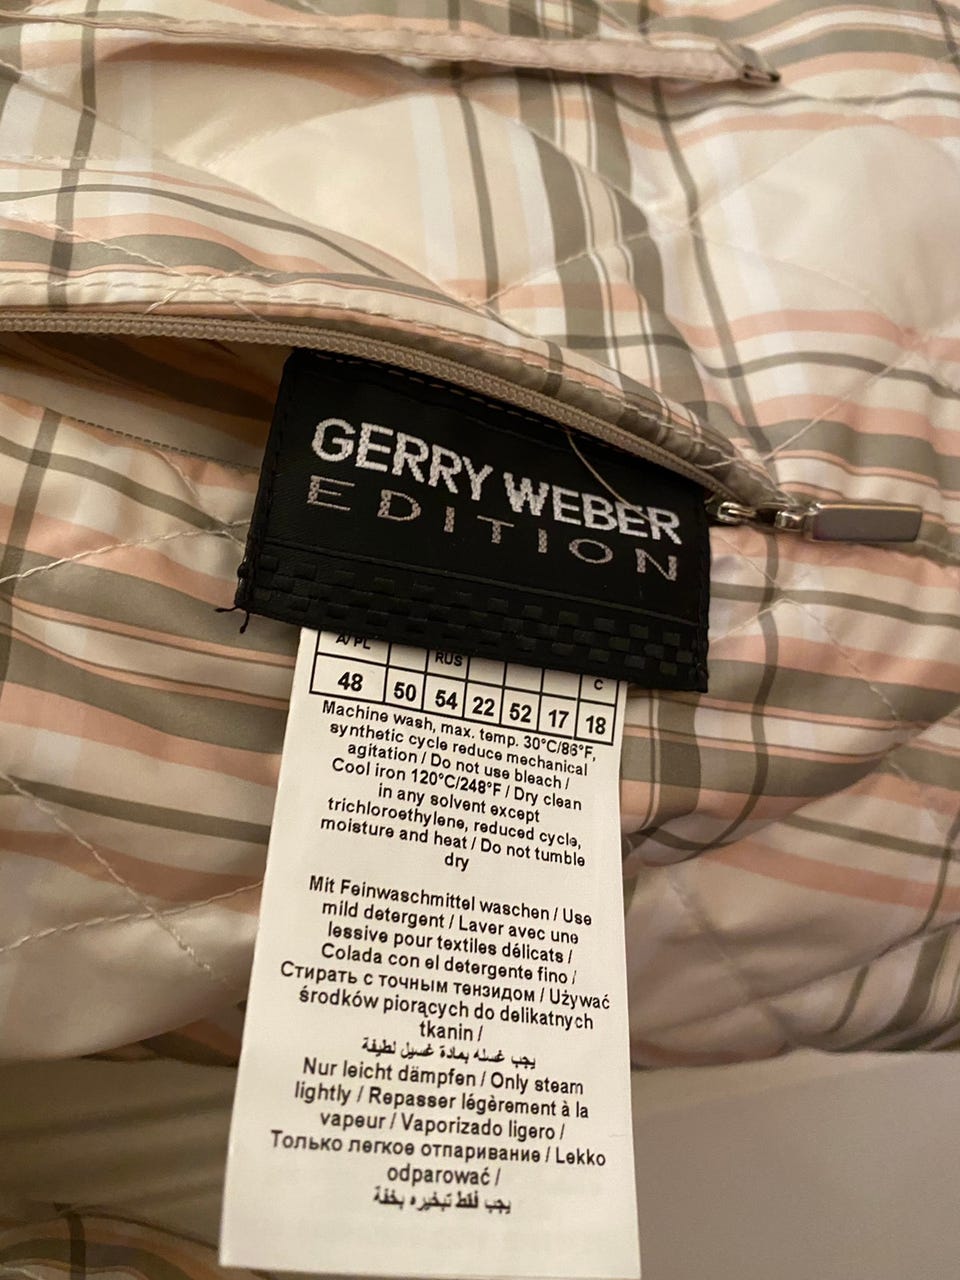 GERRY WEBER
EDITION
A/PL RUS C
48 50 54 22 52 17 18
Machine wash, max. temp. 30°C/86°F,
synthetic cycle reduce mechanical
agitation / Do not use bleach /
Cool iron 120°C/248°F / Dry clean
in any solvent except
trichloroethylene, reduced cycle,
moisture and heat / Do not tumble
dry
Mit Feinwaschmittel waschen / Use
mild detergent / Laver avec une
lessive pour textiles délicats /
Colada con el detergente fino /
Стирать с точным тензидом / Używać
środków piorących do delikatnych
tkanin /
يجب غسله بمادة غسيل لطيفة
Nur leicht dämpfen / Only steam
lightly / Repasser légèrement à la
vapeur / Vaporizado ligero /
Только легкое отпаривание / Lekko
odparować /
يجب فقط تبخيره بخفة